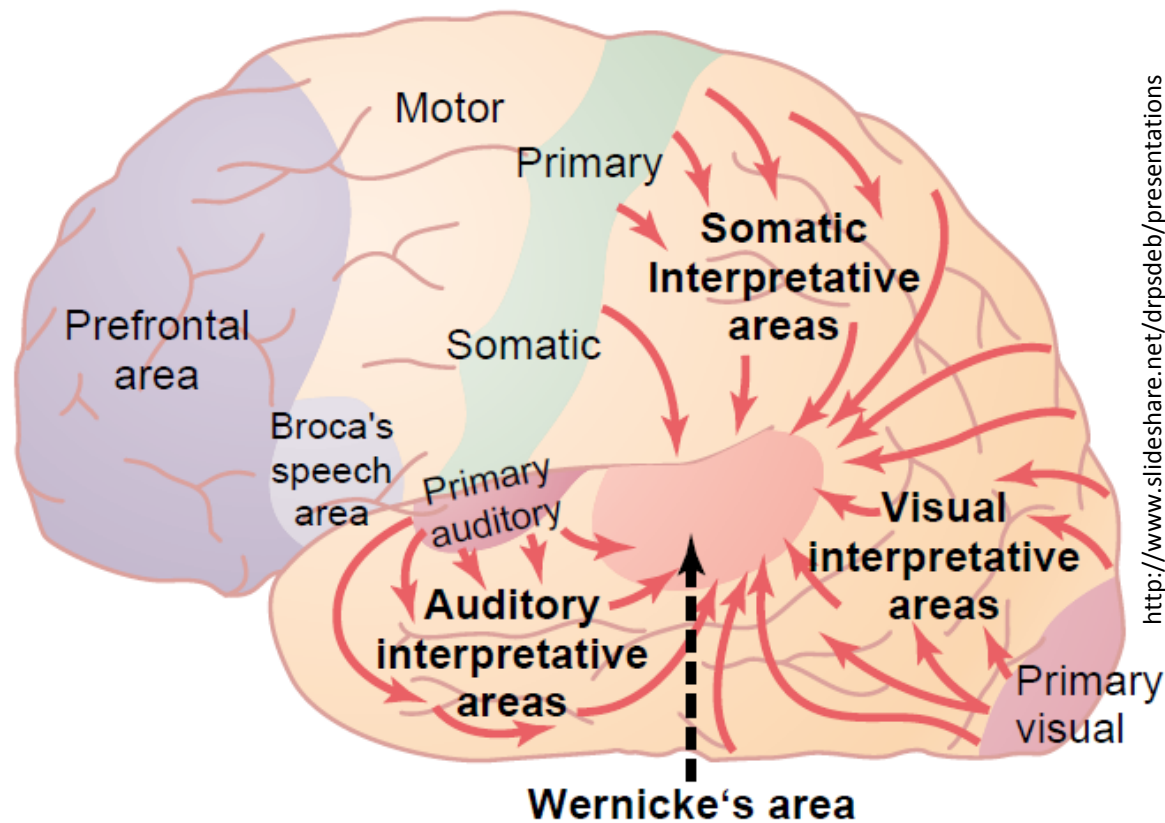 Motor
Primary
Somatic
Interpretative
areas
Prefrontal
area
Somatic
Broca's
speech
area
Primary
auditory
Visual
interpretative
areas
Auditory
interpretative
areas
Primary
visual
Wernicke‘s area
http://www.slideshare.net/drpsdeb/presentations